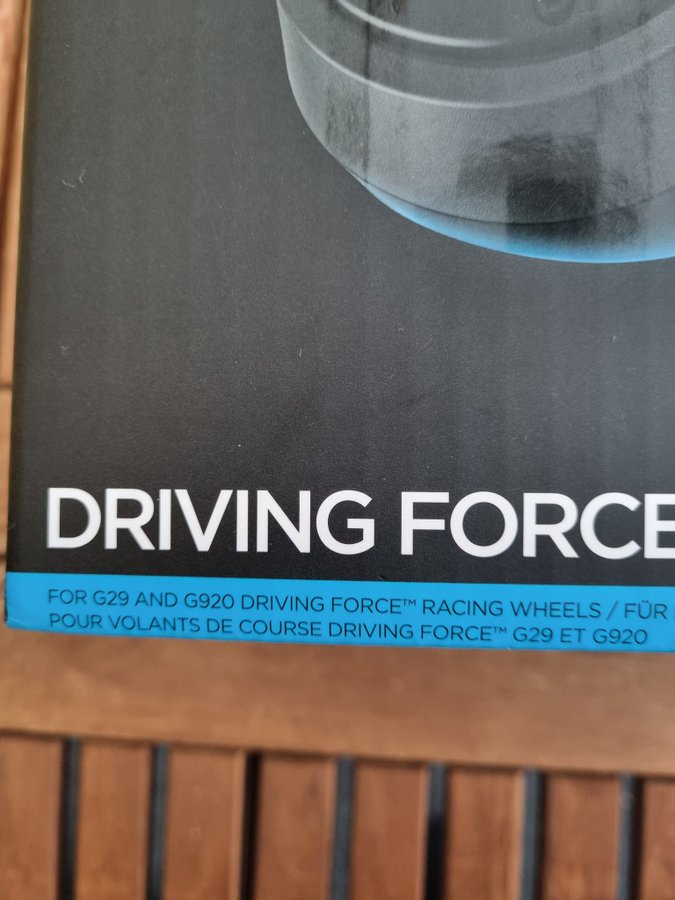 DRIVING FORCE
FOR G29 AND G920 DRIVING FORCE™ RACING WHEELS / FÜR
POUR VOLANTS DE COURSE DRIVING FORCE™ G29 ET G920